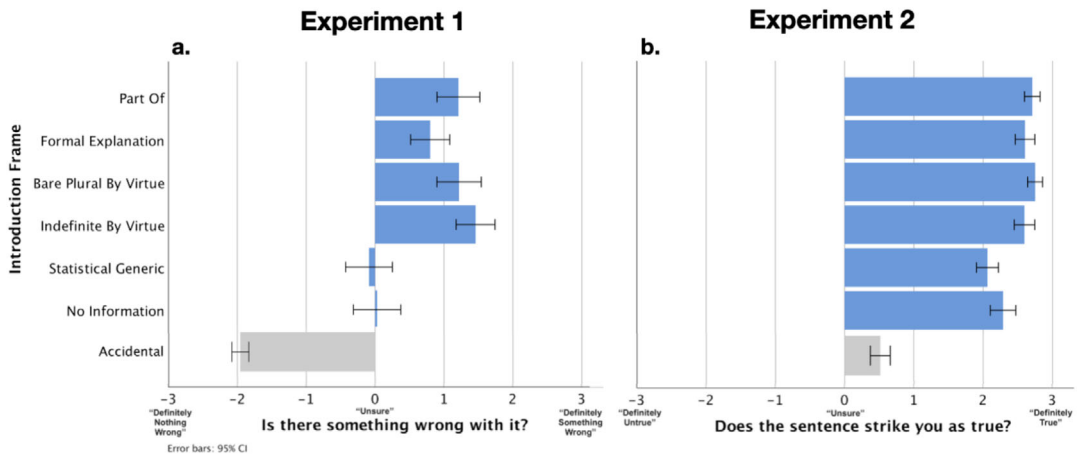 Experiment 1
Experiment 2
a.
b.
Introduction Frame
Part Of
Formal Explanation
Bare Plural By Virtue
Indefinite By Virtue
Statistical Generic
No Information
Accidental
−3 −2 −1 0 1 2 3
“Definitely Nothing Wrong”
“Unsure”
“Definitely Something Wrong”
Is there something wrong with it?
Error bars: 95% CI
−3 −2 −1 0 1 2 3
“Definitely Untrue”
“Unsure”
“Definitely True”
Does the sentence strike you as true?